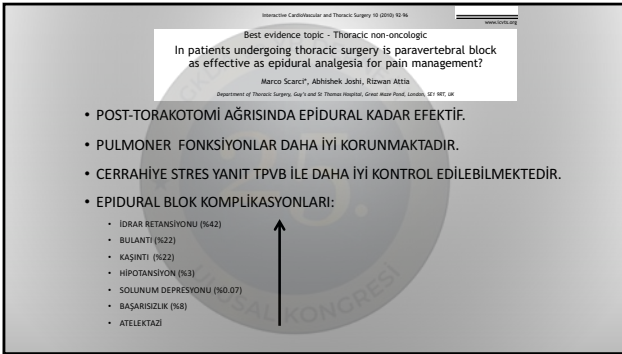 Interactive CardioVascular and Thoracic Surgery 10 (2010) 92-96
www.icvts.org
Best evidence topic - Thoracic non-oncologic
In patients undergoing thoracic surgery is paravertebral block
as effective as epidural analgesia for pain management?
Marco Scarci*, Abhishek Joshi, Rizwan Attia
Department of Thoracic Surgery, Guy's and St Thomas Hospital, Great Maze Pond, London, SE1 9RT, UK
• POST-TORAKOTOMİ AĞRISINDA EPİDURAL KADAR EFEKTİF.
• PULMONER FONKSİYONLAR DAHA İYİ KORUNMAKTADIR.
• CERRAHİYE STRES YANIT TPVB İLE DAHA İYİ KONTROL EDİLEBİLMEKTEDİR.
• EPIDURAL BLOK KOMPLİKASYONLARI:
• İDRAR RETANSİYONU (%42)
• BULANTI (%22)
• KAŞINTI (%22)
• HİPOTANSİYON (%3)
• SOLUNUM DEPRESYONU (%0.07)
• BAŞARISIZLIK (%8)
• ATELEKTAZİ
25.
ULUSAL KONGRESİ